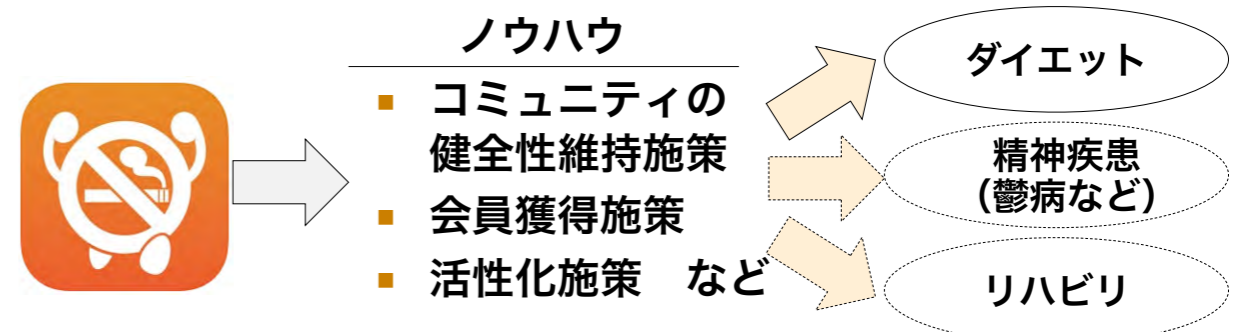 ノウハウ
コミュニティの
健全性維持施策
会員獲得施策
活性化施策　など
ダイエット
精神疾患
(鬱病など)
リハビリ